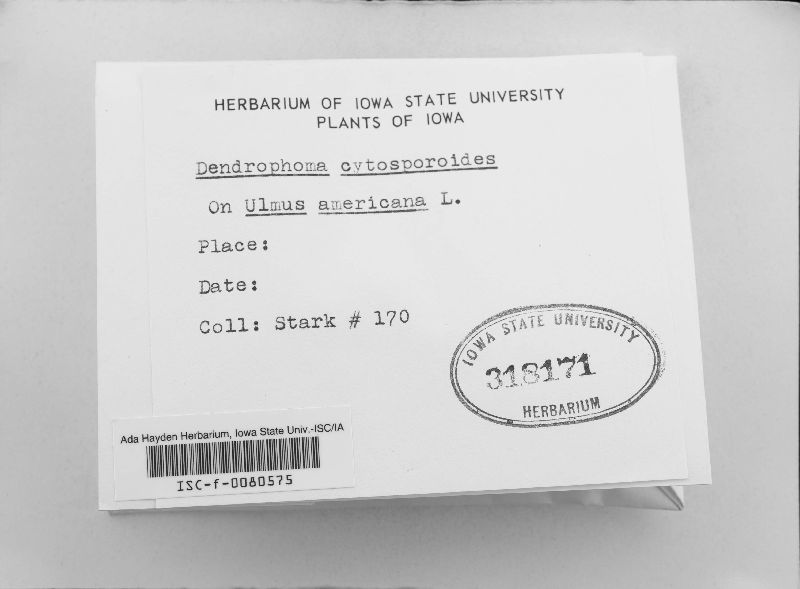 HERBARIUM OF IOWA STATE UNIVERSITY
PLANTS OF IOWA
Dendrophoma cytosporoides
On Ulmus americana L.
Place:
Date:
Coll: Stark # 170
IOWA STATE UNIVERSITY
318171
HERBARIUM
Ada Hayden Herbarium, Iowa State Univ.-ISC/IA
ISC-f-0080575